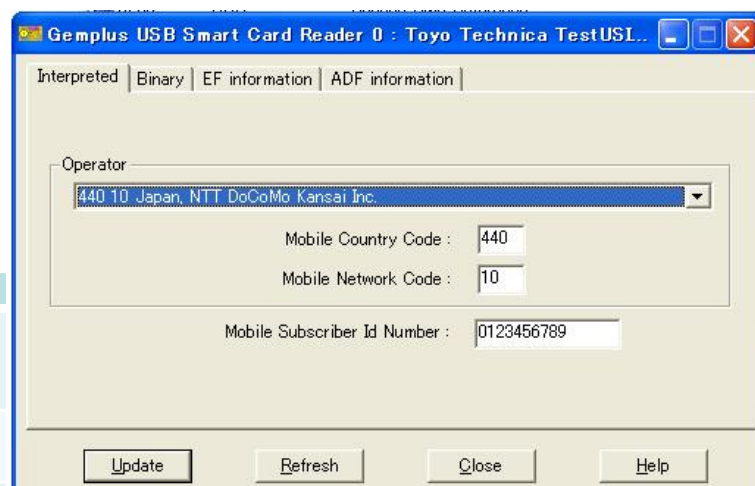 Gemplus USB Smart Card Reader 0 : Toyo Technica TestUSI..
Interpreted
Binary
EF information
ADF information
Operator
440 10 Japan, NTT DoCoMo Kansai Inc.
Mobile Country Code : 440
Mobile Network Code : 10
Mobile Subscriber Id Number : 0123456789
Update
Refresh
Close
Help